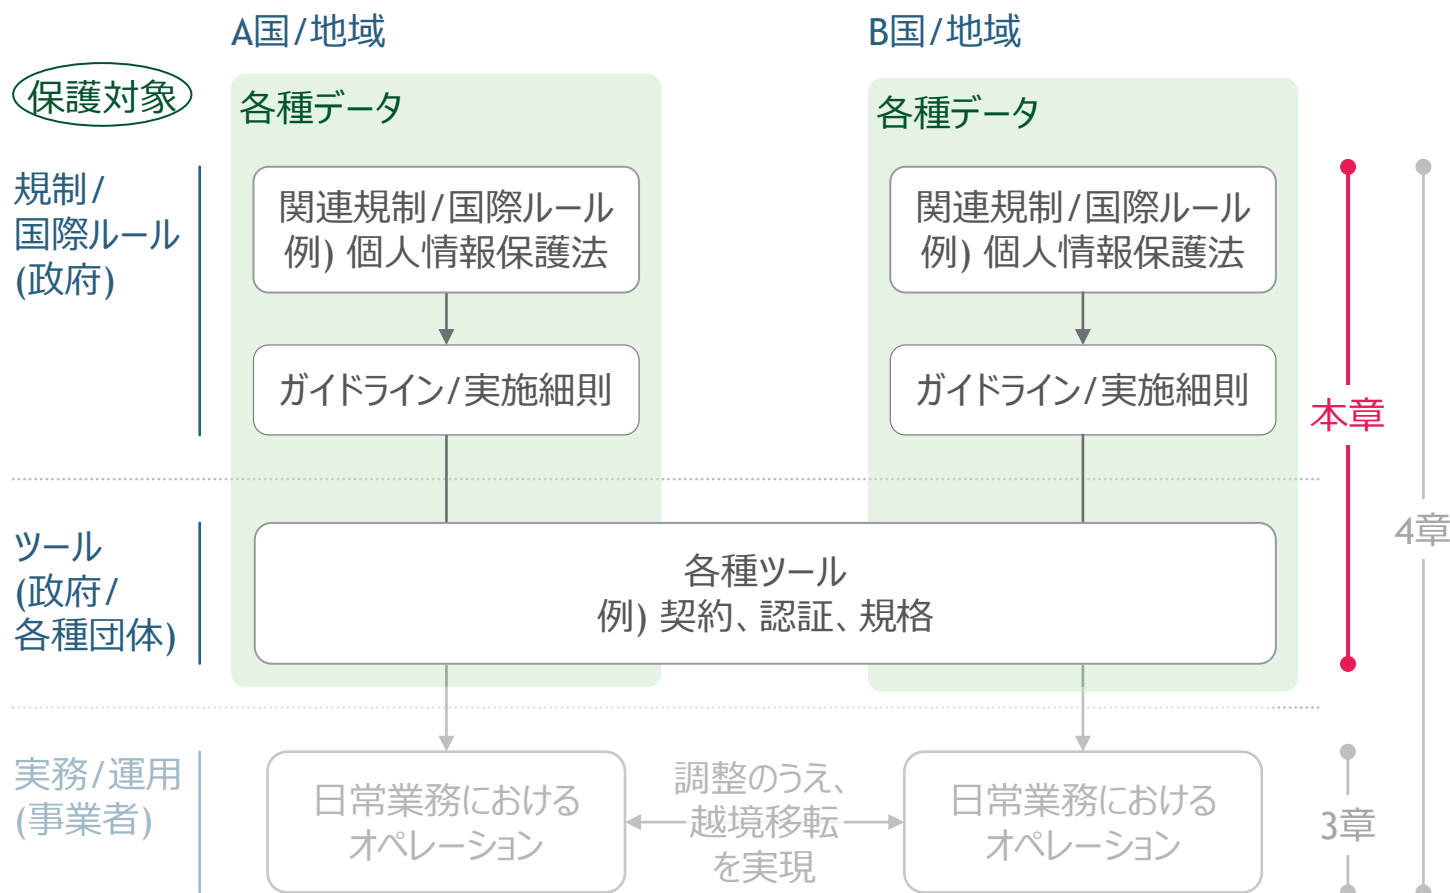 A国/地域
B国/地域
保護対象
各種データ
各種データ
規制/
国際ルール
(政府)
関連規制/国際ルール
例) 個人情報保護法
関連規制/国際ルール
例) 個人情報保護法
ガイドライン/実施細則
ガイドライン/実施細則
本章
4章
ツール
(政府/
各種団体)
各種ツール
例) 契約、認証、規格
実務/運用
(事業者)
日常業務における
オペレーション
調整のうえ、
越境移転
を実現
日常業務における
オペレーション
3章